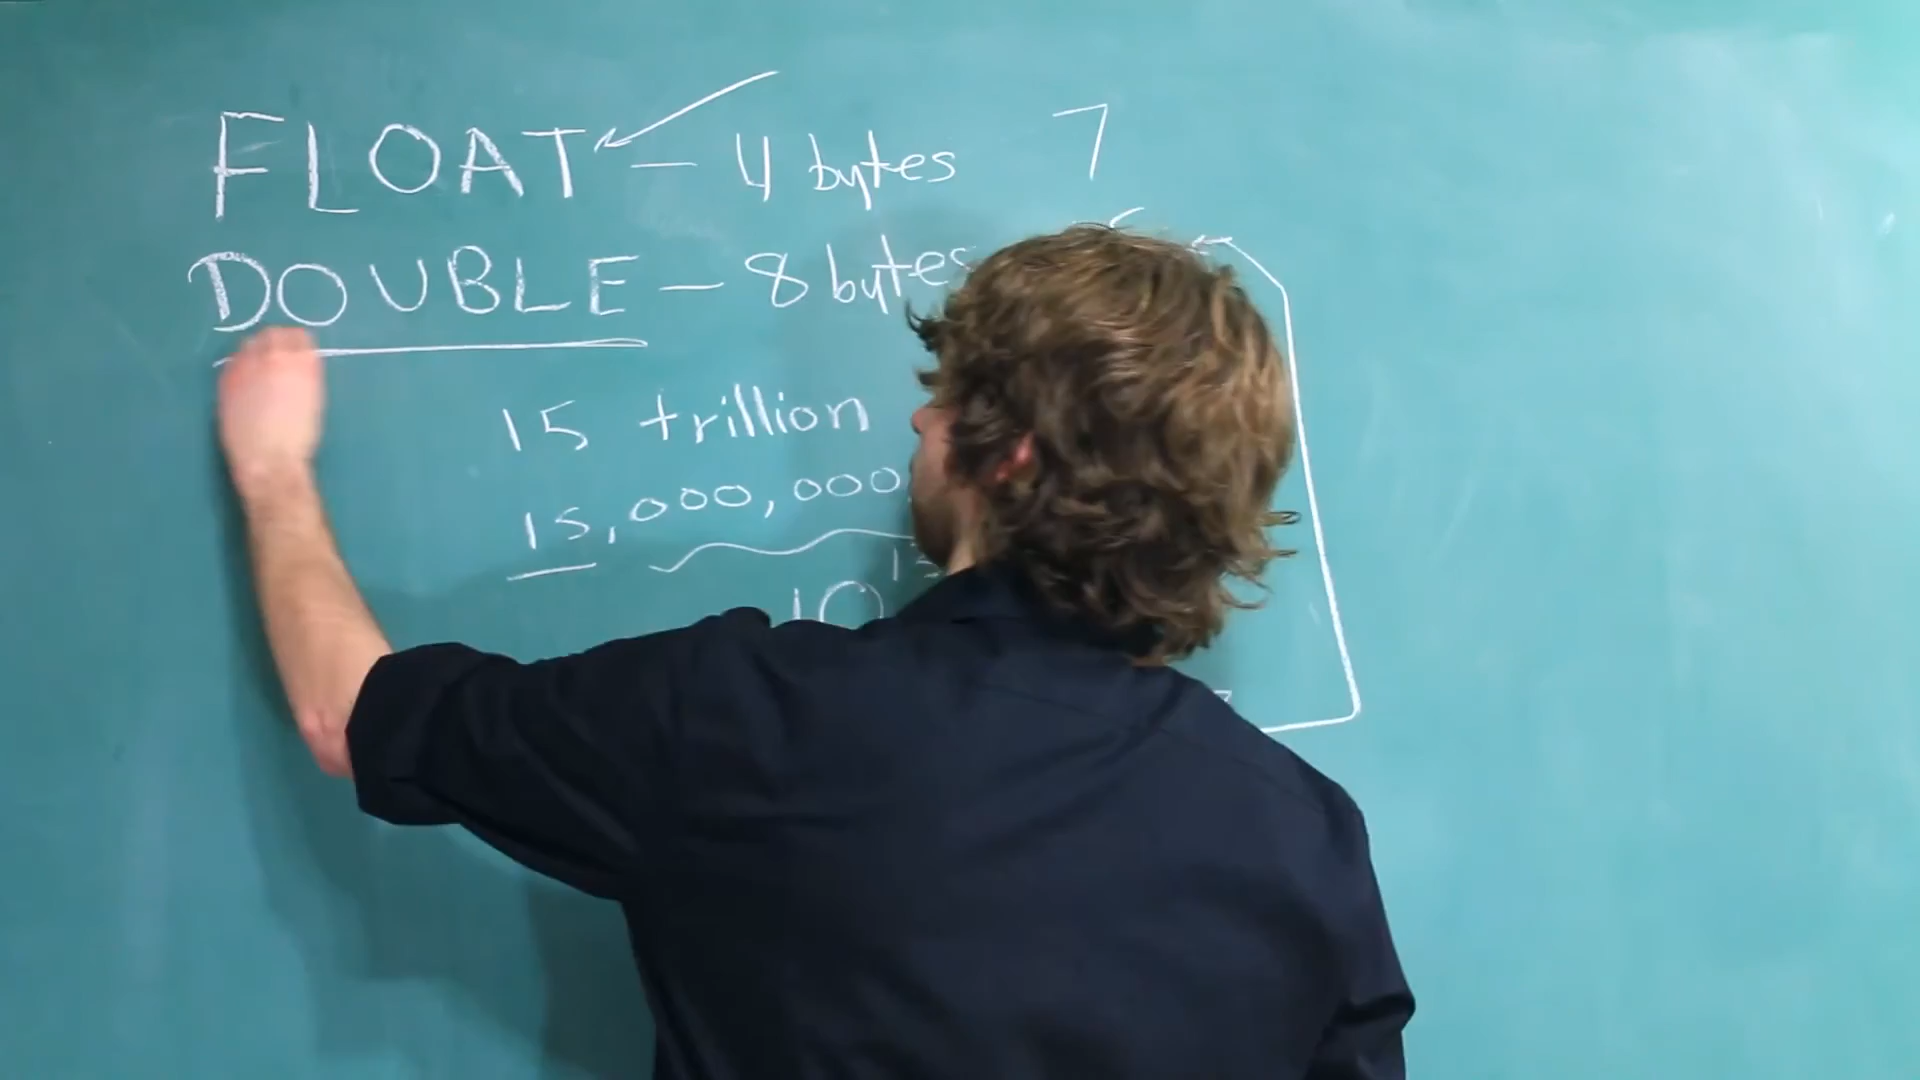 FLOAT - 4 bytes 7
DOUBLE - 8 bytes
15 trillion
15,000,000
10